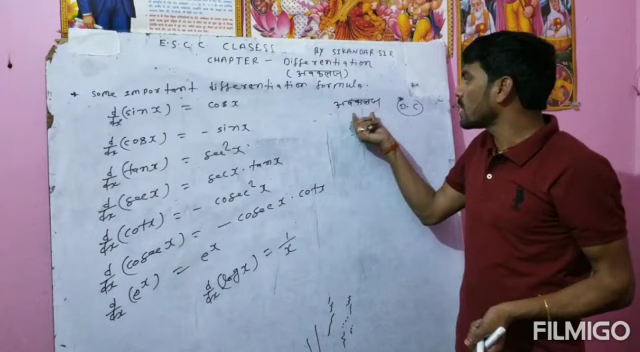 E.S.C.C CLASESS. BY SIKANDAR SIR
CHAPTER - Differentiation
(अवकलन)
* Some important differentiation formula.
d/dx (sinx) = cosx
d/dx (cosx) = - sinx
d/dx (tanx) = sec²x.
d/dx (secx) = secx. tanx
d/dx (cotx) = - cosec²x
d/dx (cosecx) = - cosecx. cotx
d/dx (eˣ) = eˣ
d/dx (logx) = 1/x
अवकलन
D.C
FILMIGO